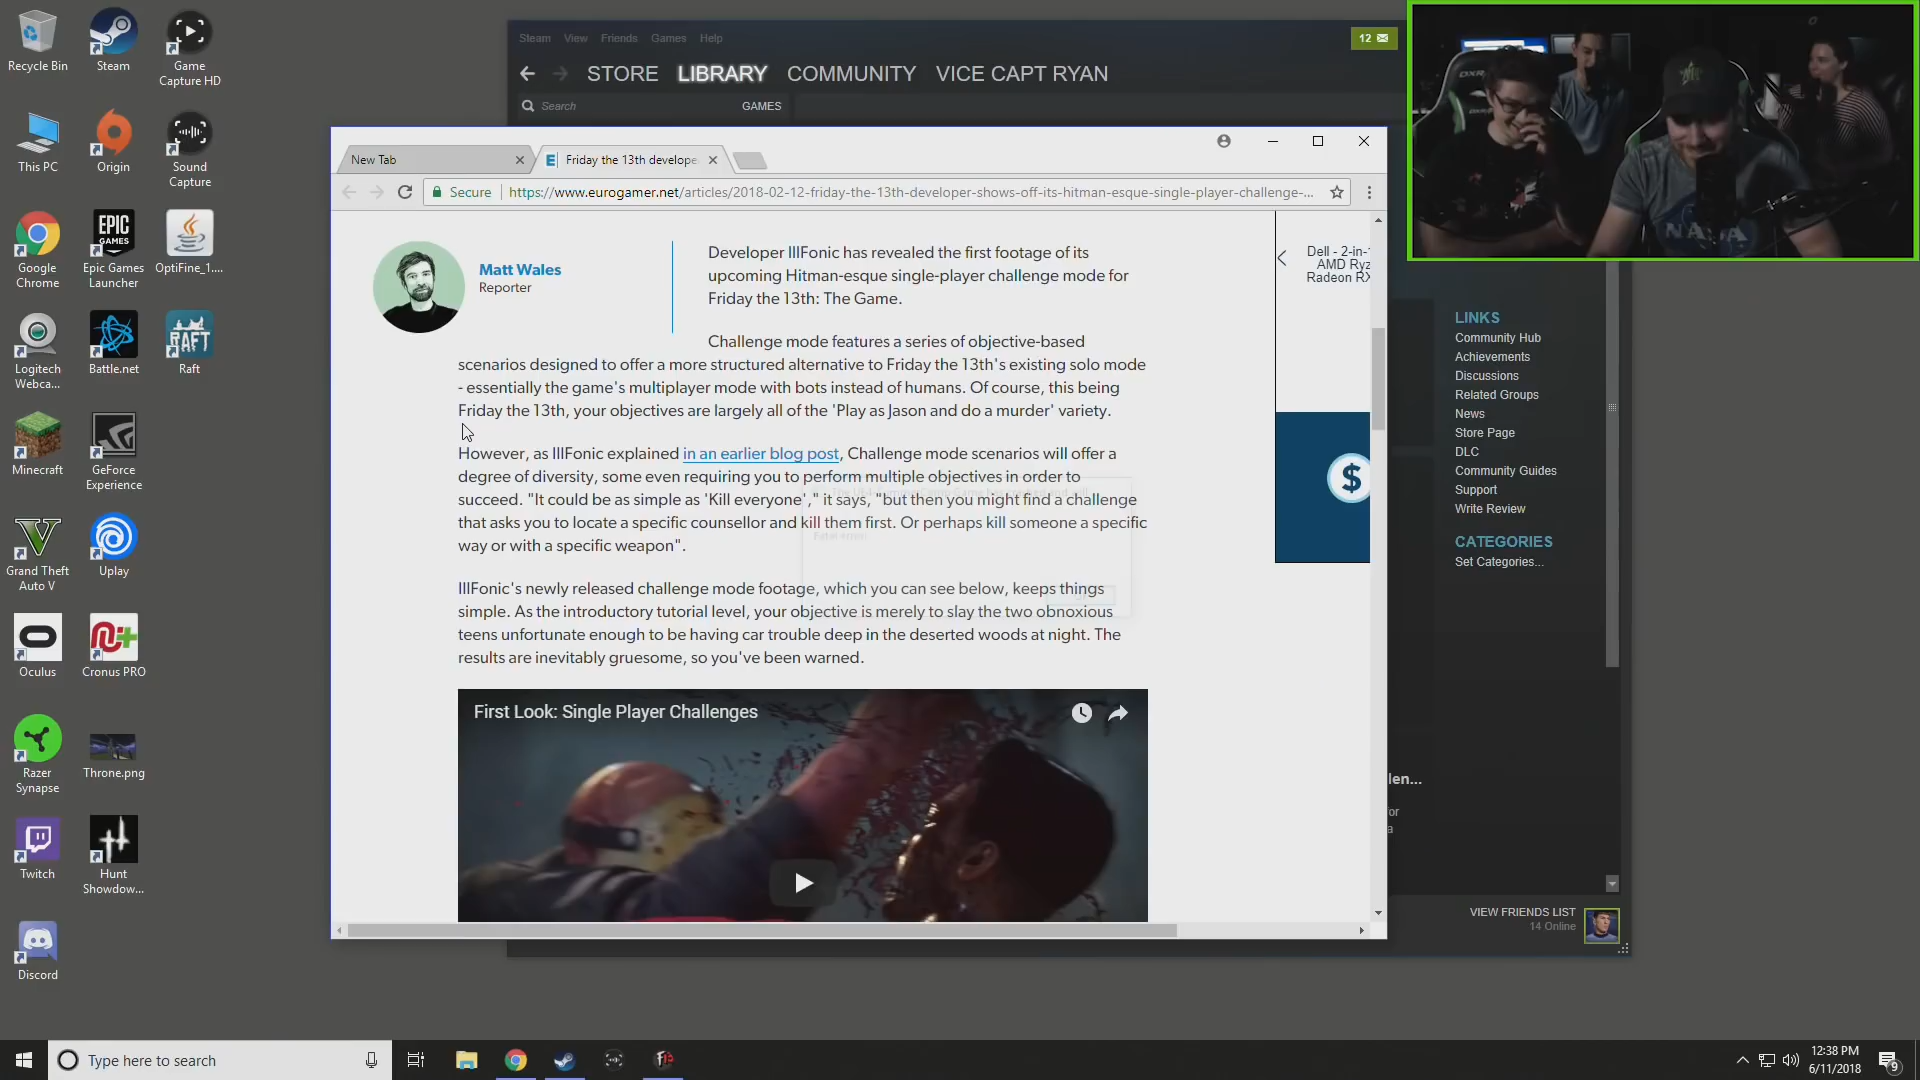 Recycle Bin
Steam
Game
Capture HD
This PC
Origin
Sound
Capture
Google
Chrome
Epic Games
Launcher
OptiFine_1....
Logitech
Webca...
Battle.net
Raft
Minecraft
GeForce
Experience
Grand Theft
Auto V
Uplay
Oculus
Cronus PRO
Razer
Synapse
Throne.png
Twitch
Hunt
Showdow...
Discord
EPIC
GAMES
RAFT
Steam View Friends Games Help
12
STORE LIBRARY COMMUNITY VICE CAPT RYAN
Search GAMES
New Tab
Friday the 13th develope
Secure https://www.eurogamer.net/articles/2018-02-12-friday-the-13th-developer-shows-off-its-hitman-esque-single-player-challenge-...
Matt Wales
Reporter
Developer IllFonic has revealed the first footage of its
upcoming Hitman-esque single-player challenge mode for
Friday the 13th: The Game.
Challenge mode features a series of objective-based
scenarios designed to offer a more structured alternative to Friday the 13th's existing solo mode
- essentially the game's multiplayer mode with bots instead of humans. Of course, this being
Friday the 13th, your objectives are largely all of the 'Play as Jason and do a murder' variety.
However, as IllFonic explained in an earlier blog post, Challenge mode scenarios will offer a
degree of diversity, some even requiring you to perform multiple objectives in order to
succeed. "It could be as simple as 'Kill everyone'," it says, "but then you might find a challenge
that asks you to locate a specific counsellor and kill them first. Or perhaps kill someone a specific
way or with a specific weapon".
IllFonic's newly released challenge mode footage, which you can see below, keeps things
simple. As the introductory tutorial level, your objective is merely to slay the two obnoxious
teens unfortunate enough to be having car trouble deep in the deserted woods at night. The
results are inevitably gruesome, so you've been warned.
First Look: Single Player Challenges
Dell - 2-in-1
AMD Ryz
Radeon RX
$
NASA
LINKS
Community Hub
Achievements
Discussions
Related Groups
News
Store Page
DLC
Community Guides
Support
Write Review
CATEGORIES
Set Categories...
len...
for
a
VIEW FRIENDS LIST
14 Online
Type here to search
12:38 PM
6/11/2018
9